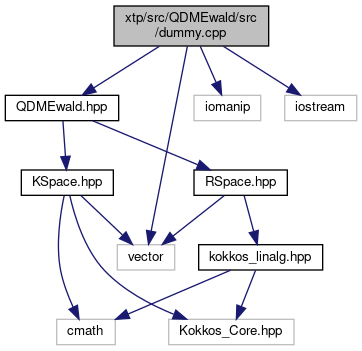 xtp/src/QDMEwald/src
/dummy.cpp
QDMEwald.hpp
iomanip
iostream
KSpace.hpp
RSpace.hpp
vector
kokkos_linalg.hpp
cmath
Kokkos_Core.hpp